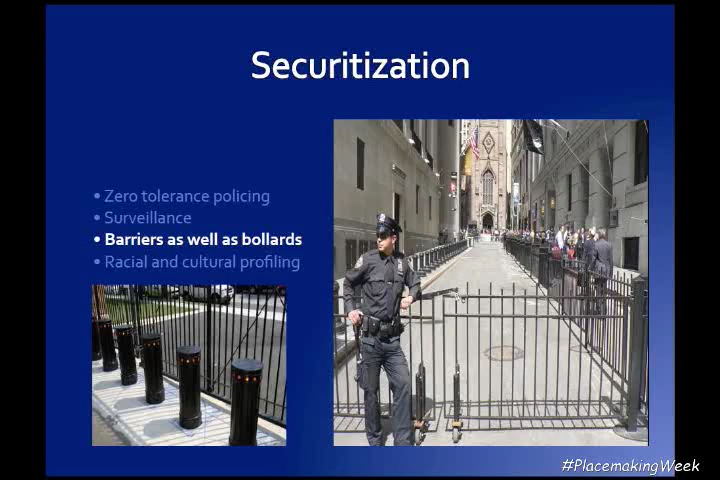 Securitization
• Zero tolerance policing
• Surveillance
• Barriers as well as bollards
• Racial and cultural profiling
#PlacemakingWeek